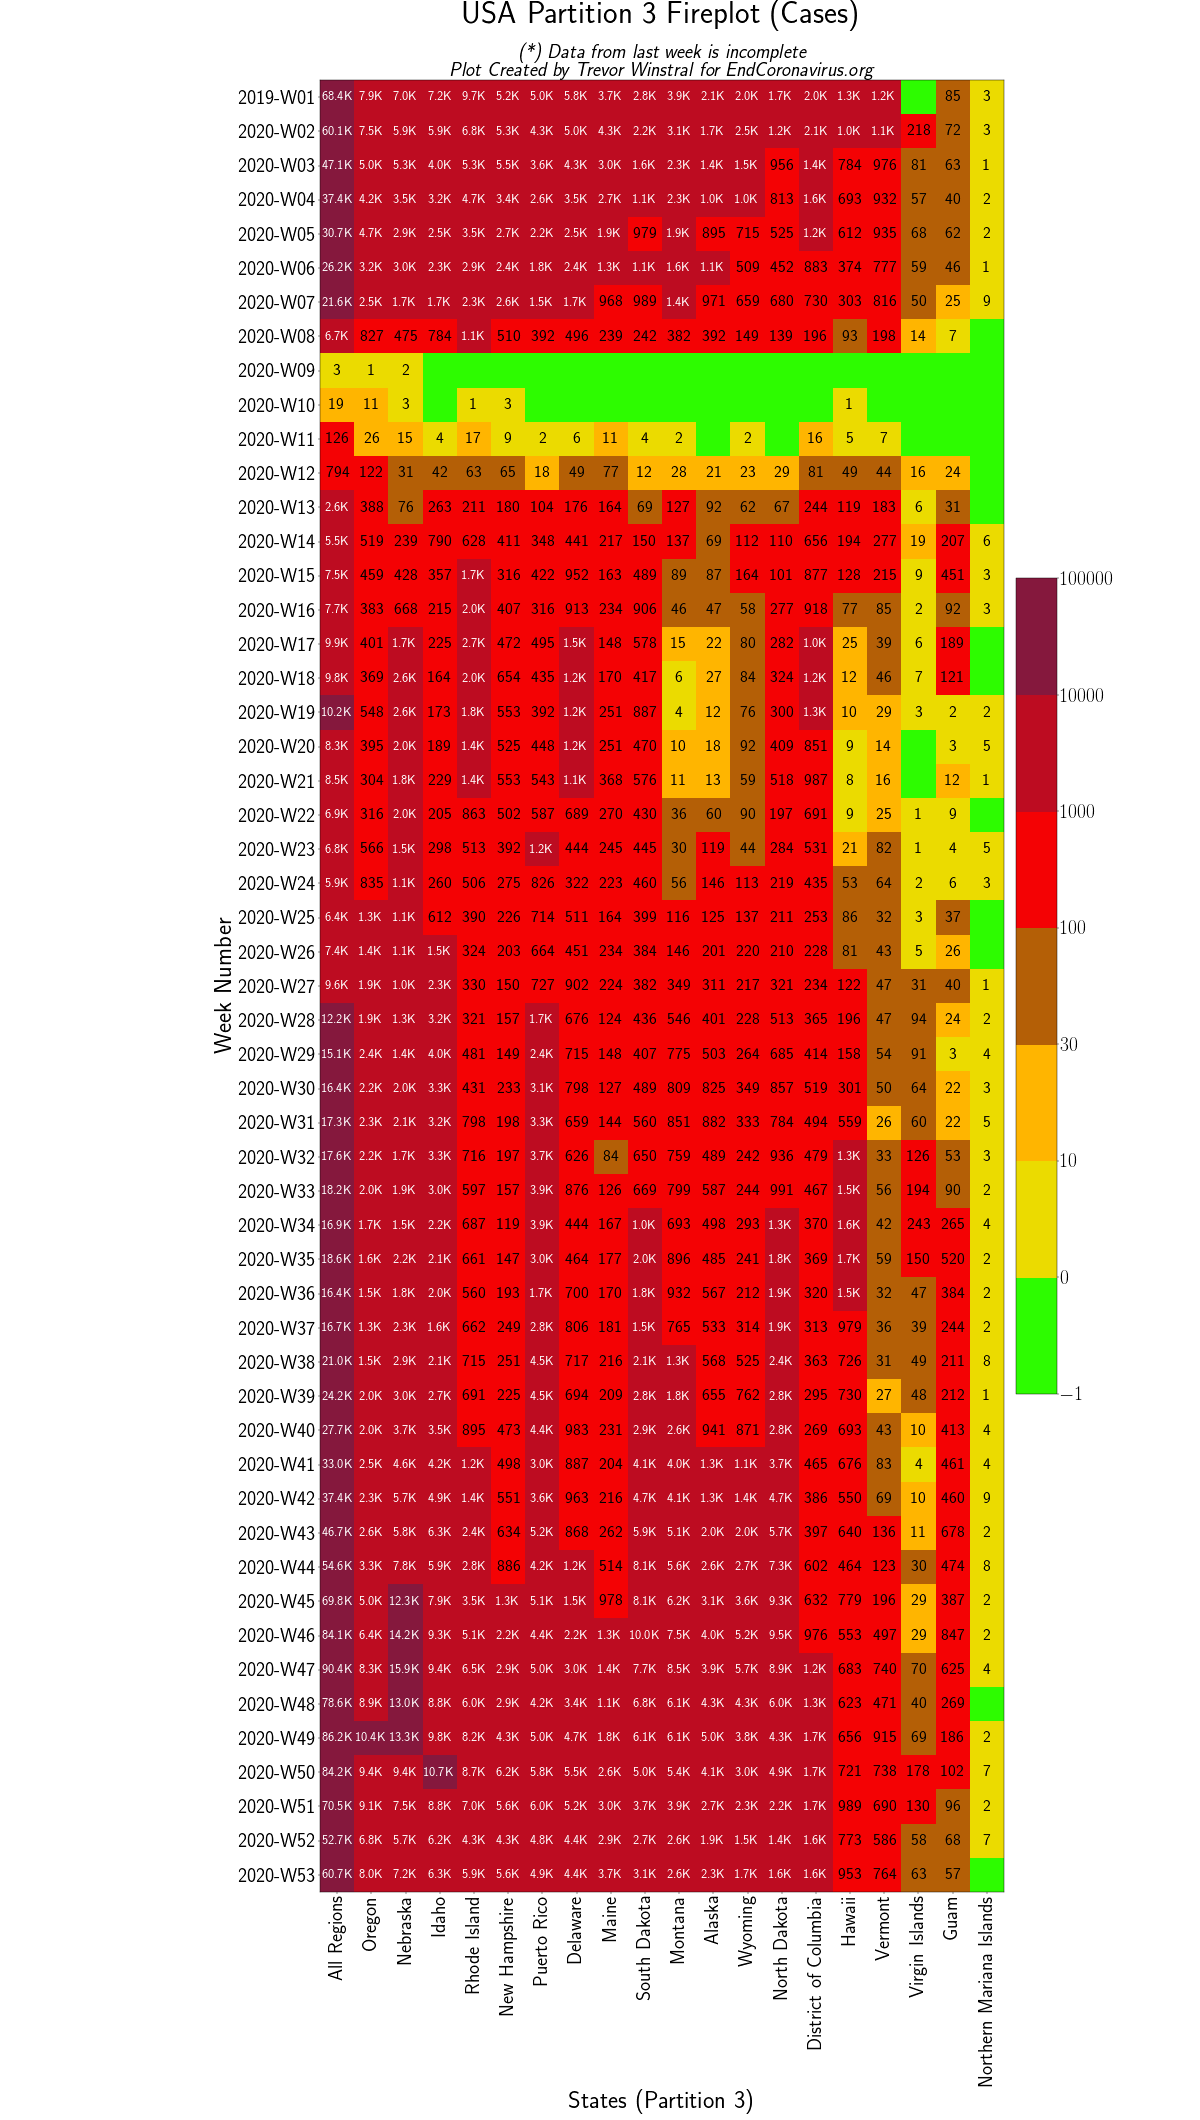 USA Partition 3 Fireplot (Cases)
(*) Data from last week is incomplete
Plot Created by Trevor Winstral for EndCoronavirus.org
2019-W01 68.4K 7.9K 7.0K 7.2K 9.7K 5.2K 5.0K 5.8K 3.7K 2.8K 3.9K 2.1K 2.0K 1.7K 2.0K 1.3K 1.2K 85 3
2020-W02 60.1K 7.5K 5.9K 5.9K 6.8K 5.3K 4.3K 5.0K 4.3K 2.2K 3.1K 1.7K 2.5K 1.2K 2.1K 1.0K 1.1K 218 72 3
2020-W03 47.1K 5.0K 5.3K 4.0K 5.3K 5.5K 3.6K 4.3K 3.0K 1.6K 2.3K 1.4K 1.5K 956 1.4K 784 976 81 63 1
2020-W04 37.4K 4.2K 3.5K 3.2K 4.7K 3.4K 2.6K 3.5K 2.7K 1.1K 2.3K 1.0K 1.0K 813 1.6K 693 932 57 40 2
2020-W05 30.7K 4.7K 2.9K 2.5K 3.5K 2.7K 2.2K 2.5K 1.9K 979 1.9K 895 715 525 1.2K 612 935 68 62 2
2020-W06 26.2K 3.2K 3.0K 2.3K 2.9K 2.4K 1.8K 2.4K 1.3K 1.1K 1.6K 1.1K 509 452 883 374 777 59 46 1
2020-W07 21.6K 2.5K 1.7K 1.7K 2.3K 2.6K 1.5K 1.7K 968 989 1.4K 971 659 680 730 303 816 50 25 9
2020-W08 6.7K 827 475 784 1.1K 510 392 496 239 242 382 392 149 139 196 93 198 14 7
2020-W09 3 1 2
2020-W10 19 11 3 1 3 1
2020-W11 126 26 15 4 17 9 2 6 11 4 2 2 16 5 7
2020-W12 794 122 31 42 63 65 18 49 77 12 28 21 23 29 81 49 44 16 24
2020-W13 2.6K 388 76 263 211 180 104 176 164 69 127 92 62 67 244 119 183 6 31
2020-W14 5.5K 519 239 790 628 411 348 441 217 150 137 69 112 110 656 194 277 19 207 6
2020-W15 7.5K 459 428 357 1.7K 316 422 952 163 489 89 87 164 101 877 128 215 9 451 3
2020-W16 7.7K 383 668 215 2.0K 407 316 913 234 906 46 47 58 277 918 77 85 2 92 3
2020-W17 9.9K 401 1.7K 225 2.7K 472 495 1.5K 148 578 15 22 80 282 1.0K 25 39 6 189
2020-W18 9.8K 369 2.6K 164 2.0K 654 435 1.2K 170 417 6 27 84 324 1.2K 12 46 7 121
2020-W19 10.2K 548 2.6K 173 1.8K 553 392 1.2K 251 887 4 12 76 300 1.3K 10 29 3 2 2
2020-W20 8.3K 395 2.0K 189 1.4K 525 448 1.2K 251 470 10 18 92 409 851 9 14 3 5
2020-W21 8.5K 304 1.8K 229 1.4K 553 543 1.1K 368 576 11 13 59 518 987 8 16 12 1
2020-W22 6.9K 316 2.0K 205 863 502 587 689 270 430 36 60 90 197 691 9 25 1 9
2020-W23 6.8K 566 1.5K 298 513 392 1.2K 444 245 445 30 119 44 284 531 21 82 1 4 5
2020-W24 5.9K 835 1.1K 260 506 275 826 322 223 460 56 146 113 219 435 53 64 2 6 3
2020-W25 6.4K 1.3K 1.1K 612 390 226 714 511 164 399 116 125 137 211 253 86 32 3 37
2020-W26 7.4K 1.4K 1.1K 1.5K 324 203 664 451 234 384 146 201 220 210 228 81 43 5 26
2020-W27 9.6K 1.9K 1.0K 2.3K 330 150 727 902 224 382 349 311 217 321 234 122 47 31 40 1
2020-W28 12.2K 1.9K 1.3K 3.2K 321 157 1.7K 676 124 436 546 401 228 513 365 196 47 94 24 2
2020-W29 15.1K 2.4K 1.4K 4.0K 481 149 2.4K 715 148 407 775 503 264 685 414 158 54 91 3 4
2020-W30 16.4K 2.2K 2.0K 3.3K 431 233 3.1K 798 127 489 809 825 349 857 519 301 50 64 22 3
2020-W31 17.3K 2.3K 2.1K 3.2K 798 198 3.3K 659 144 560 851 882 333 784 494 559 26 60 22 5
2020-W32 17.6K 2.2K 1.7K 3.3K 716 197 3.7K 626 84 650 759 489 242 936 479 1.3K 33 126 53 3
2020-W33 18.2K 2.0K 1.9K 3.0K 597 157 3.9K 876 126 669 799 587 244 991 467 1.5K 56 194 90 2
2020-W34 16.9K 1.7K 1.5K 2.2K 687 119 3.9K 444 167 1.0K 693 498 293 1.3K 370 1.6K 42 243 265 4
2020-W35 18.6K 1.6K 2.2K 2.1K 661 147 3.0K 464 177 2.0K 896 485 241 1.8K 369 1.7K 59 150 520 2
2020-W36 16.4K 1.5K 1.8K 2.0K 560 193 1.7K 700 170 1.8K 932 567 212 1.9K 320 1.5K 32 47 384 2
2020-W37 16.7K 1.3K 2.3K 1.6K 662 249 2.8K 806 181 1.5K 765 533 314 1.9K 313 979 36 39 244 2
2020-W38 21.0K 1.5K 2.9K 2.1K 715 251 4.5K 717 216 2.1K 1.3K 568 525 2.4K 363 726 31 49 211 8
2020-W39 24.2K 2.0K 3.0K 2.7K 691 225 4.5K 694 209 2.8K 1.8K 655 762 2.8K 295 730 27 48 212 1
2020-W40 27.7K 2.0K 3.7K 3.5K 895 473 4.4K 983 231 2.9K 2.6K 941 871 2.8K 269 693 43 10 413 4
2020-W41 33.0K 2.5K 4.6K 4.2K 1.2K 498 3.0K 887 204 4.1K 4.0K 1.3K 1.1K 3.7K 465 676 83 4 461 4
2020-W42 37.4K 2.3K 5.7K 4.9K 1.4K 551 3.6K 963 216 4.7K 4.1K 1.3K 1.4K 4.7K 386 550 69 10 460 9
2020-W43 46.7K 2.6K 5.8K 6.3K 2.4K 634 5.2K 868 262 5.9K 5.1K 2.0K 2.0K 5.7K 397 640 136 11 678 2
2020-W44 54.6K 3.3K 7.8K 5.9K 2.8K 886 4.2K 1.2K 514 8.1K 5.6K 2.6K 2.7K 7.3K 602 464 123 30 474 8
2020-W45 69.8K 5.0K 12.3K 7.9K 3.5K 1.3K 5.1K 1.5K 978 8.1K 6.2K 3.1K 3.6K 9.3K 632 779 196 29 387 2
2020-W46 84.1K 6.4K 14.2K 9.3K 5.1K 2.2K 4.4K 2.2K 1.3K 10.0K 7.5K 4.0K 5.2K 9.5K 976 553 497 29 847 2
2020-W47 90.4K 8.3K 15.9K 9.4K 6.5K 2.9K 5.0K 3.0K 1.4K 7.7K 8.5K 3.9K 5.7K 8.9K 1.2K 683 740 70 625 4
2020-W48 78.6K 8.9K 13.0K 8.8K 6.0K 2.9K 4.2K 3.4K 1.1K 6.8K 6.1K 4.3K 4.3K 6.0K 1.3K 623 471 40 269
2020-W49 86.2K 10.4K 13.3K 9.8K 8.2K 4.3K 5.0K 4.7K 1.8K 6.1K 6.1K 5.0K 3.8K 4.3K 1.7K 656 915 69 186 2
2020-W50 84.2K 9.4K 9.4K 10.7K 8.7K 6.2K 5.8K 5.5K 2.6K 5.0K 5.4K 4.1K 3.0K 4.9K 1.7K 721 738 178 102 7
2020-W51 70.5K 9.1K 7.5K 8.8K 7.0K 5.6K 6.0K 5.2K 3.0K 3.7K 3.9K 2.7K 2.3K 2.2K 1.7K 989 690 130 96 2
2020-W52 52.7K 6.8K 5.7K 6.2K 4.3K 4.3K 4.8K 4.4K 2.9K 2.7K 2.6K 1.9K 1.5K 1.4K 1.6K 773 586 58 68 7
2020-W53 60.7K 8.0K 7.2K 6.3K 5.9K 5.6K 4.9K 4.4K 3.7K 3.1K 2.6K 2.3K 1.7K 1.6K 1.6K 953 764 63 57
Week Number
All Regions
Oregon
Nebraska
Idaho
Rhode Island
New Hampshire
Puerto Rico
Delaware
Maine
South Dakota
Montana
Alaska
Wyoming
North Dakota
District of Columbia
Hawaii
Vermont
Virgin Islands
Guam
Northern Mariana Islands
States (Partition 3)
100000
10000
1000
100
30
10
0
−1